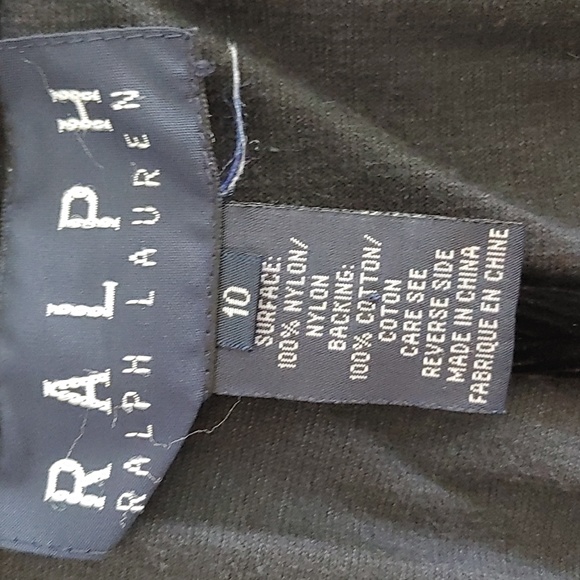 RALPH
RALPH LAUREN
10
SURFACE:
100% NYLON/
NYLON
BACKING:
100% COTTON/
COTON
CARE SEE
REVERSE SIDE
MADE IN CHINA
FABRIQUE EN CHINE